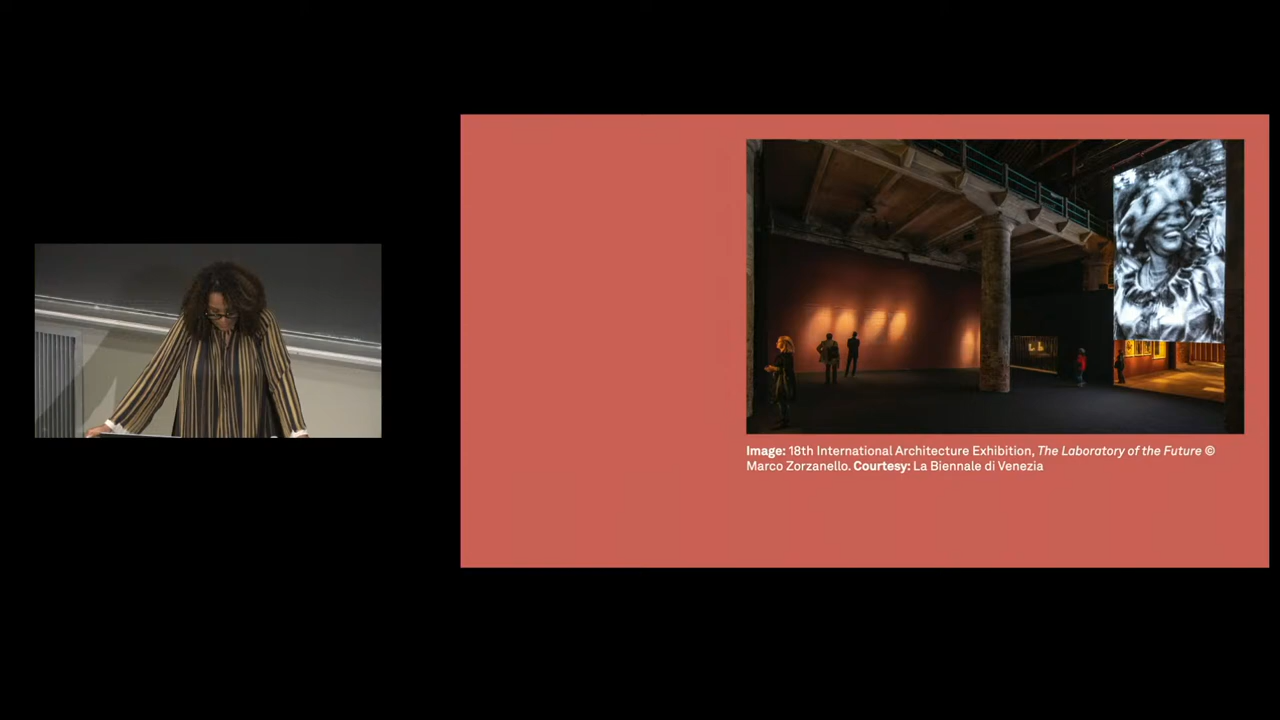 Image: 18th International Architecture Exhibition, The Laboratory of the Future ©
Marco Zorzanello. Courtesy: La Biennale di Venezia